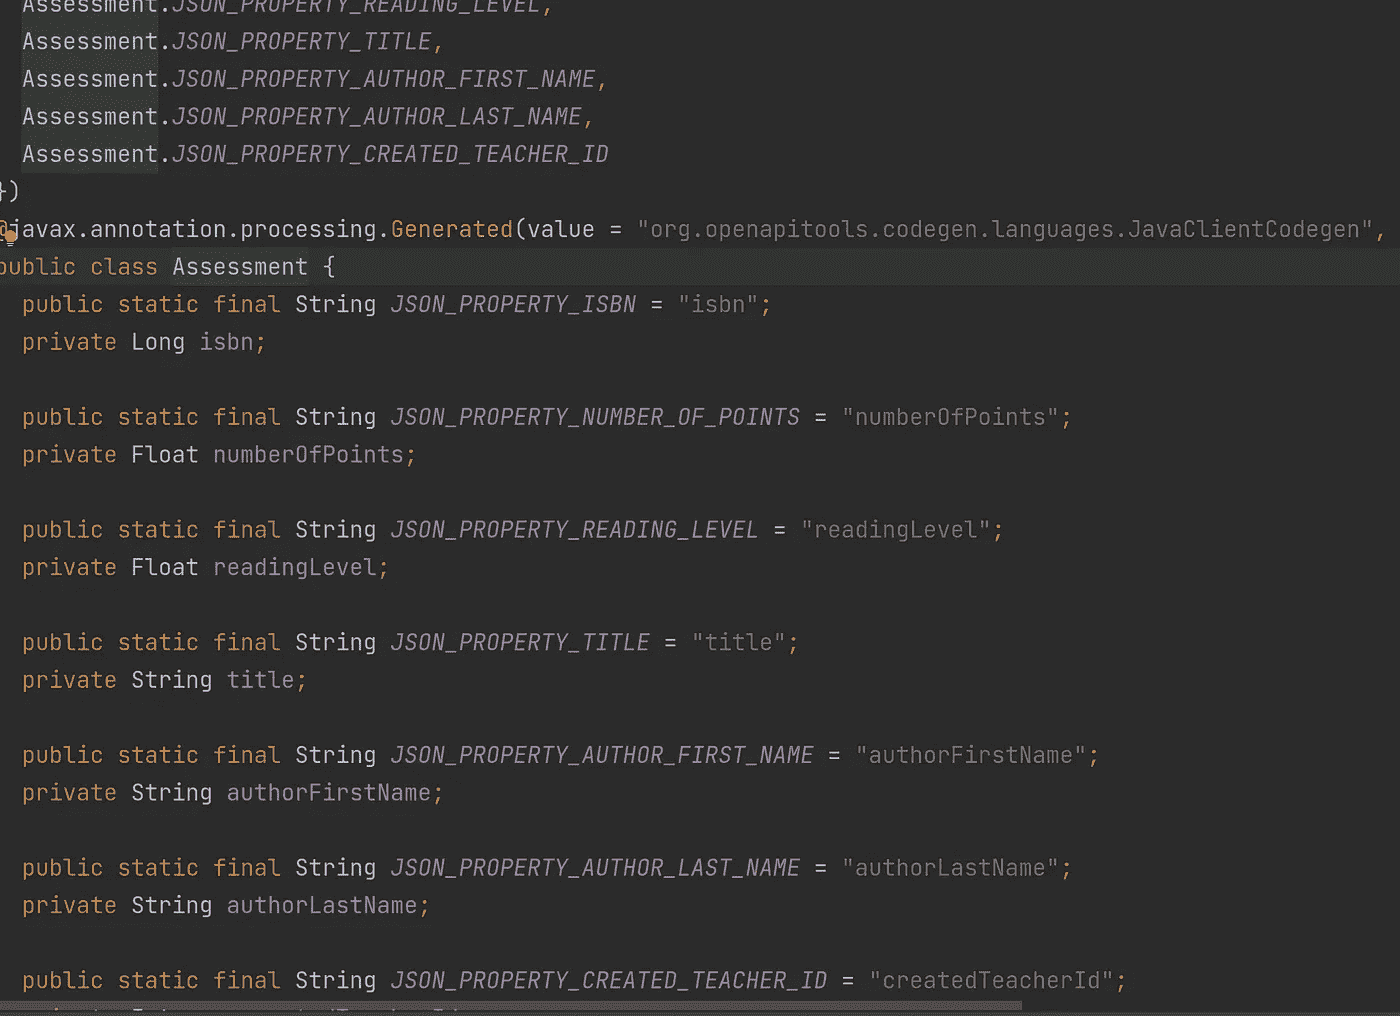 Assessment.JSON_PROPERTY_READING_LEVEL,
Assessment.JSON_PROPERTY_TITLE,
Assessment.JSON_PROPERTY_AUTHOR_FIRST_NAME,
Assessment.JSON_PROPERTY_AUTHOR_LAST_NAME,
Assessment.JSON_PROPERTY_CREATED_TEACHER_ID
})
@javax.annotation.processing.Generated(value = "org.openapitools.codegen.languages.JavaClientCodegen",
public class Assessment {
public static final String JSON_PROPERTY_ISBN = "isbn";
private Long isbn;
public static final String JSON_PROPERTY_NUMBER_OF_POINTS = "numberOfPoints";
private Float numberOfPoints;
public static final String JSON_PROPERTY_READING_LEVEL = "readingLevel";
private Float readingLevel;
public static final String JSON_PROPERTY_TITLE = "title";
private String title;
public static final String JSON_PROPERTY_AUTHOR_FIRST_NAME = "authorFirstName";
private String authorFirstName;
public static final String JSON_PROPERTY_AUTHOR_LAST_NAME = "authorLastName";
private String authorLastName;
public static final String JSON_PROPERTY_CREATED_TEACHER_ID = "createdTeacherId";